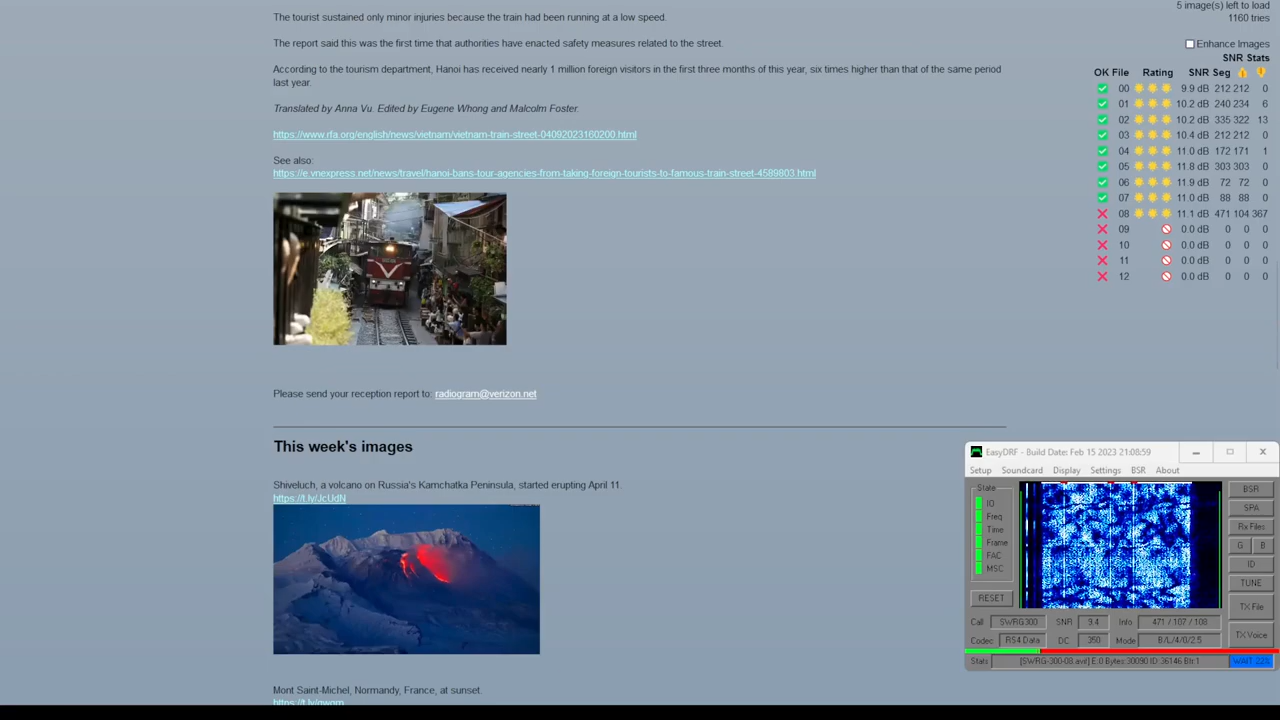 The tourist sustained only minor injuries because the train had been running at a low speed.
The report said this was the first time that authorities have enacted safety measures related to the street.
According to the tourism department, Hanoi has received nearly 1 million foreign visitors in the first three months of this year, six times higher than that of the same period
last year.
Translated by Anna Vu. Edited by Eugene Whong and Malcolm Foster.
https://www.rfa.org/english/news/vietnam/vietnam-train-street-04092023160200.html
See also:
https://e.vnexpress.net/news/travel/hanoi-bans-tour-agencies-from-taking-foreign-tourists-to-famous-train-street-4589803.html
Please send your reception report to: radiogram@verizon.net
This week's images
Shiveluch, a volcano on Russia's Kamchatka Peninsula, started erupting April 11.
https://t.ly/JcUdN
Mont Saint-Michel, Normandy, France, at sunset.
5 image(s) left to load
1160 tries
Enhance Images
SNR Stats
OK File Rating SNR Seg
00 9.9 dB 212 212 0
01 10.2 dB 240 234 6
02 10.2 dB 335 322 13
03 10.4 dB 212 212 0
04 11.0 dB 172 171 1
05 11.8 dB 303 303 0
06 11.9 dB 72 72 0
07 11.0 dB 88 88 0
08 11.1 dB 471 104 367
09 0.0 dB 0 0 0
10 0.0 dB 0 0 0
11 0.0 dB 0 0 0
12 0.0 dB 0 0 0
EasyDRF - Build Date: Feb 15 2023 21:08:59
Setup Soundcard Display Settings BSR About
State
IO
Freq
Time
Frame
FAC
MSC
RESET
BSR
SPA
Rx Files
G B
ID
TUNE
TX File
TX Voice
Call SWRG300 SNR 9.4 Info 471 / 107 / 108
Codec RS4 Data DC 350 Mode B/L/4/0/2.5
Stats [SWRG-300-08.avif] E:0 Bytes:30090 ID:36146 Btr:1 WAIT 22%